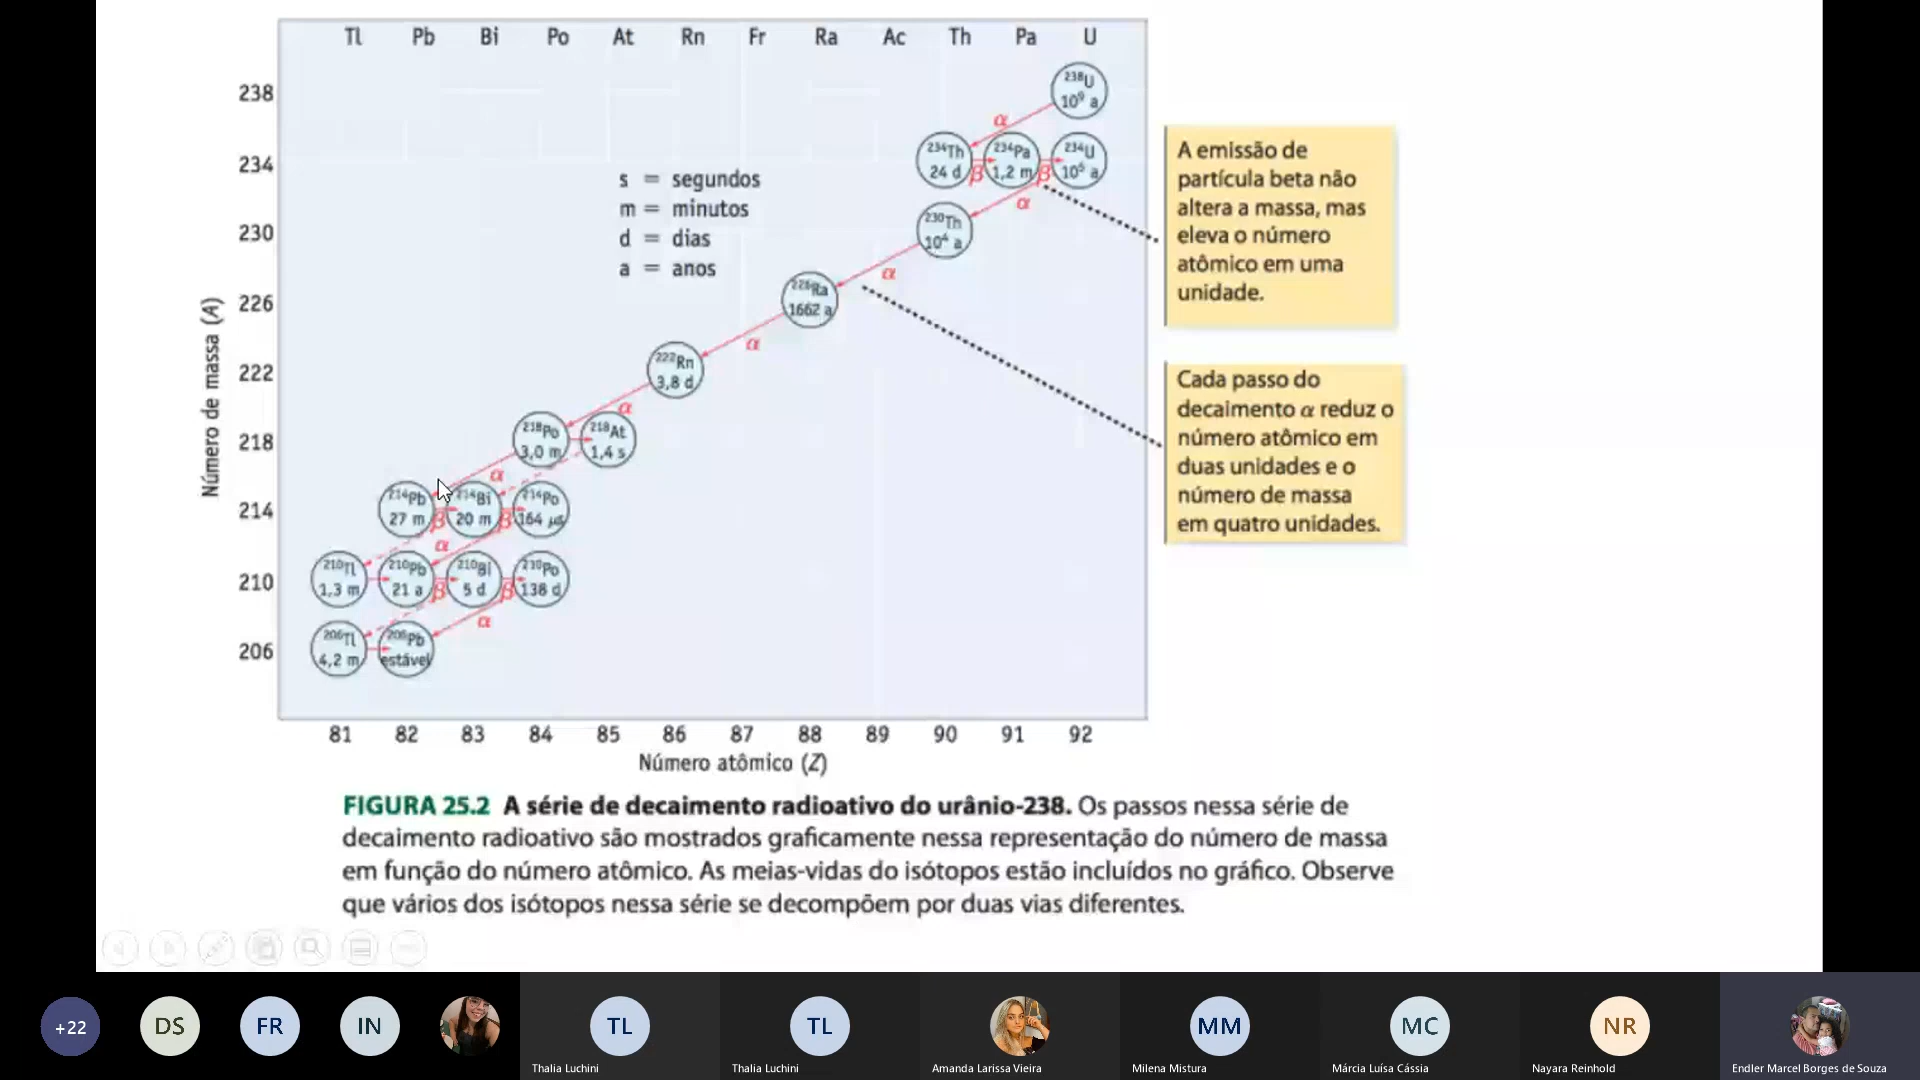 Tl Pb Bi Po At Rn Fr Ra Ac Th Pa U
238
234
230
226
222
218
214
210
206
Número de massa (A)
²³⁸U
10⁹ a
α
²³⁴Th
24 d
β
²³⁴Pa
1,2 m
β
²³⁴U
10⁵ a
α
s = segundos
m = minutos
d = dias
a = anos
²³⁰Th
10⁴ a
α
²²⁶Ra
1662 a
α
²²²Rn
3,8 d
α
²¹⁸Po
3,0 m
²¹⁸At
1,4 s
α
²¹⁴Pb
27 m
β
²¹⁴Bi
20 m
β
²¹⁴Po
164 μs
α
²¹⁰Tl
1,3 m
²¹⁰Pb
21 a
β
²¹⁰Bi
5 d
β
²¹⁰Po
138 d
α
²⁰⁶Tl
4,2 m
²⁰⁶Pb
estável
81 82 83 84 85 86 87 88 89 90 91 92
Número atômico (Z)
A emissão de
partícula beta não
altera a massa, mas
eleva o número
atômico em uma
unidade.
Cada passo do
decaimento α reduz o
número atômico em
duas unidades e o
número de massa
em quatro unidades.
FIGURA 25.2 A série de decaimento radioativo do urânio-238. Os passos nessa série de
decaimento radioativo são mostrados graficamente nessa representação do número de massa
em função do número atômico. As meias-vidas do isótopos estão incluídos no gráfico. Observe
que vários dos isótopos nessa série se decompõem por duas vias diferentes.
+22 DS FR IN TL TL MM MC NR
Thalia Luchini Thalia Luchini Amanda Larissa Vieira Milena Mistura Márcia Luísa Cássia Nayara Reinhold Endler Marcel Borges de Souza